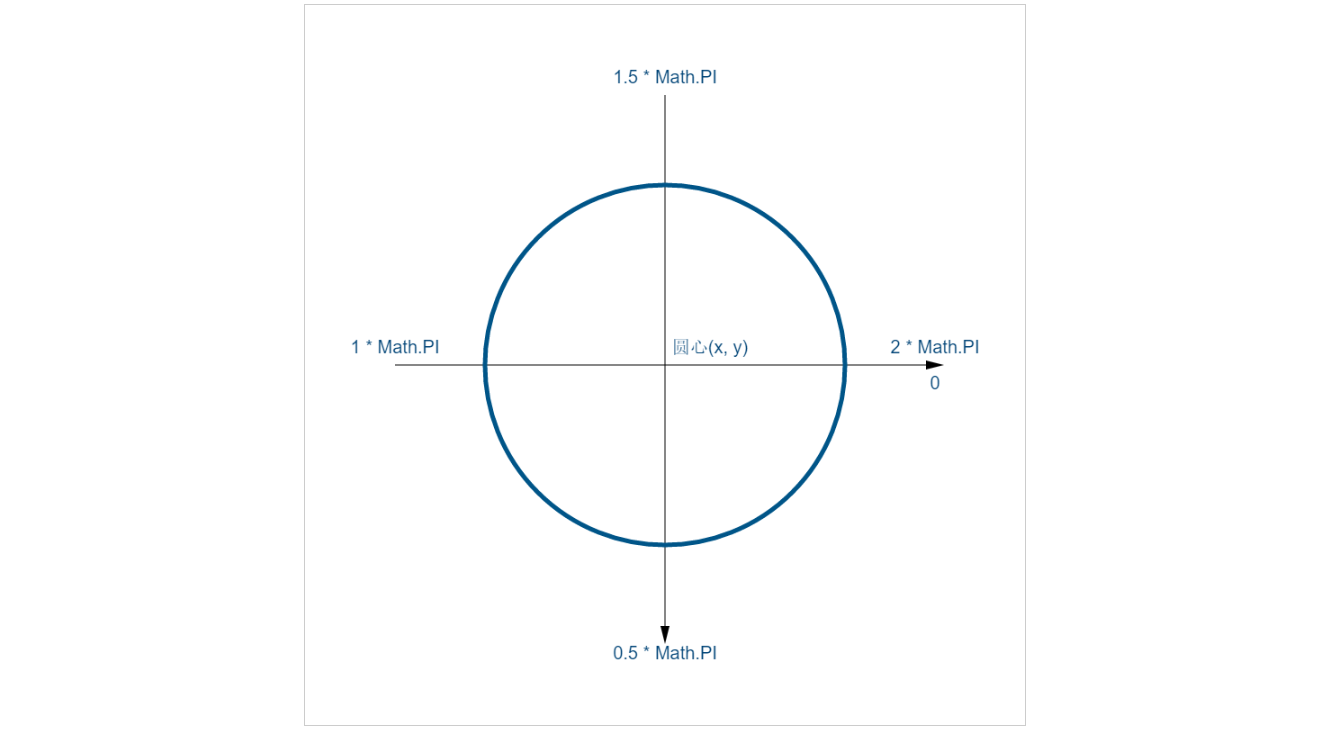 1.5 * Math.PI
1 * Math.PI
圆心(x, y)
2 * Math.PI
0
0.5 * Math.PI